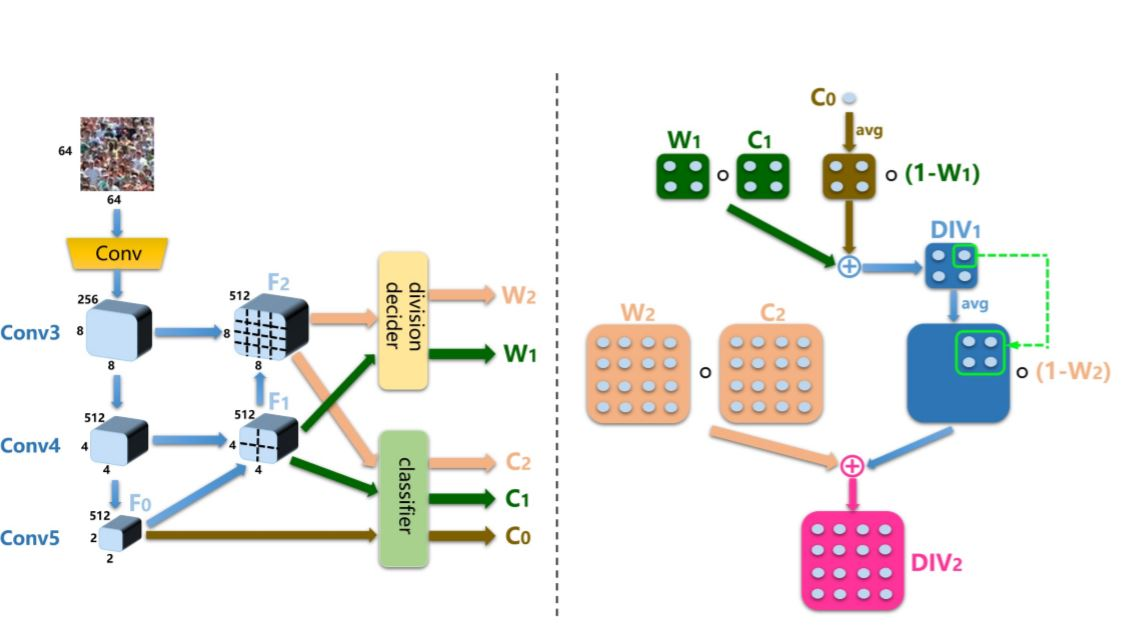 64
64
Conv
256
8
8
Conv3
512
F2
8
8
division
decider
W2
W1
512
4
4
Conv4
512
F1
4
4
classifier
C2
C1
C0
512
F0
2
2
Conv5
C0
avg
W1
C1
(1-W1)
DIV1
avg
W2
C2
(1-W2)
DIV2